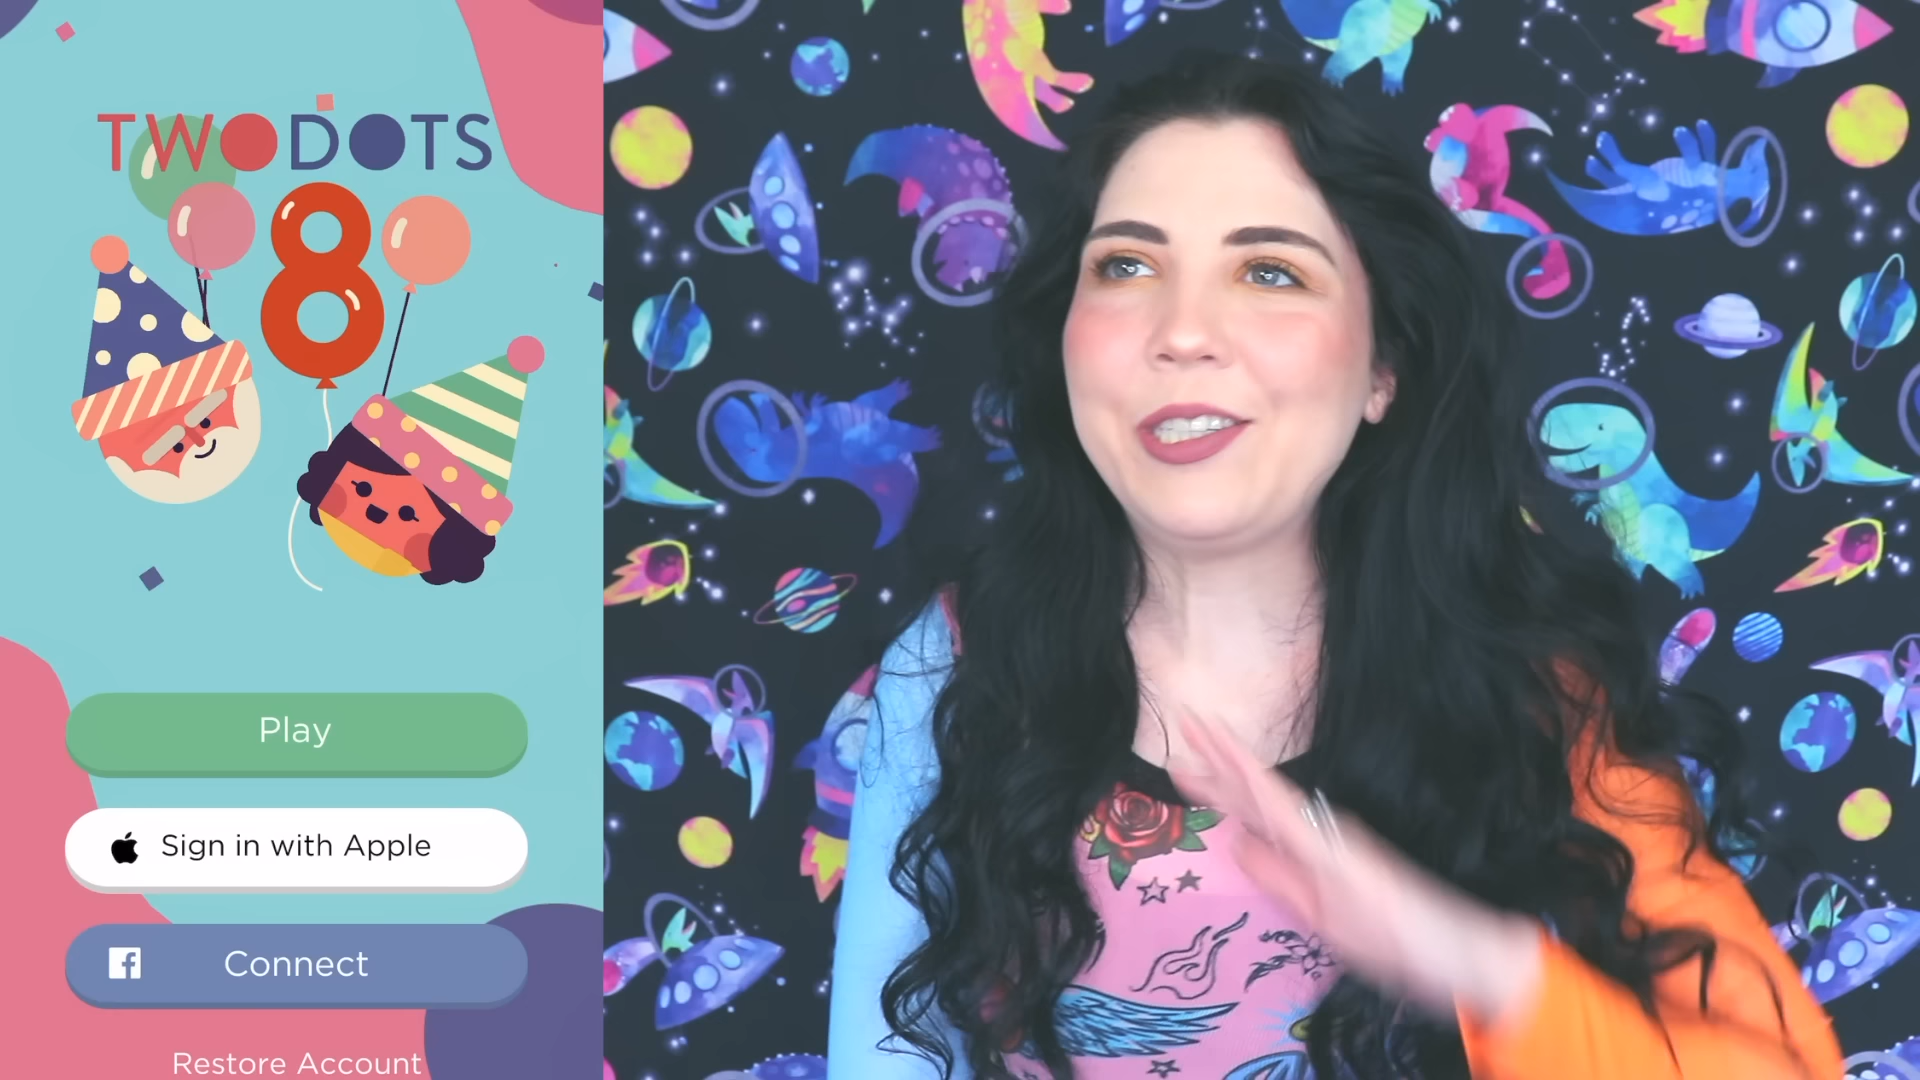 TWODOTS
8
Play
Sign in with Apple
Connect
Restore Account